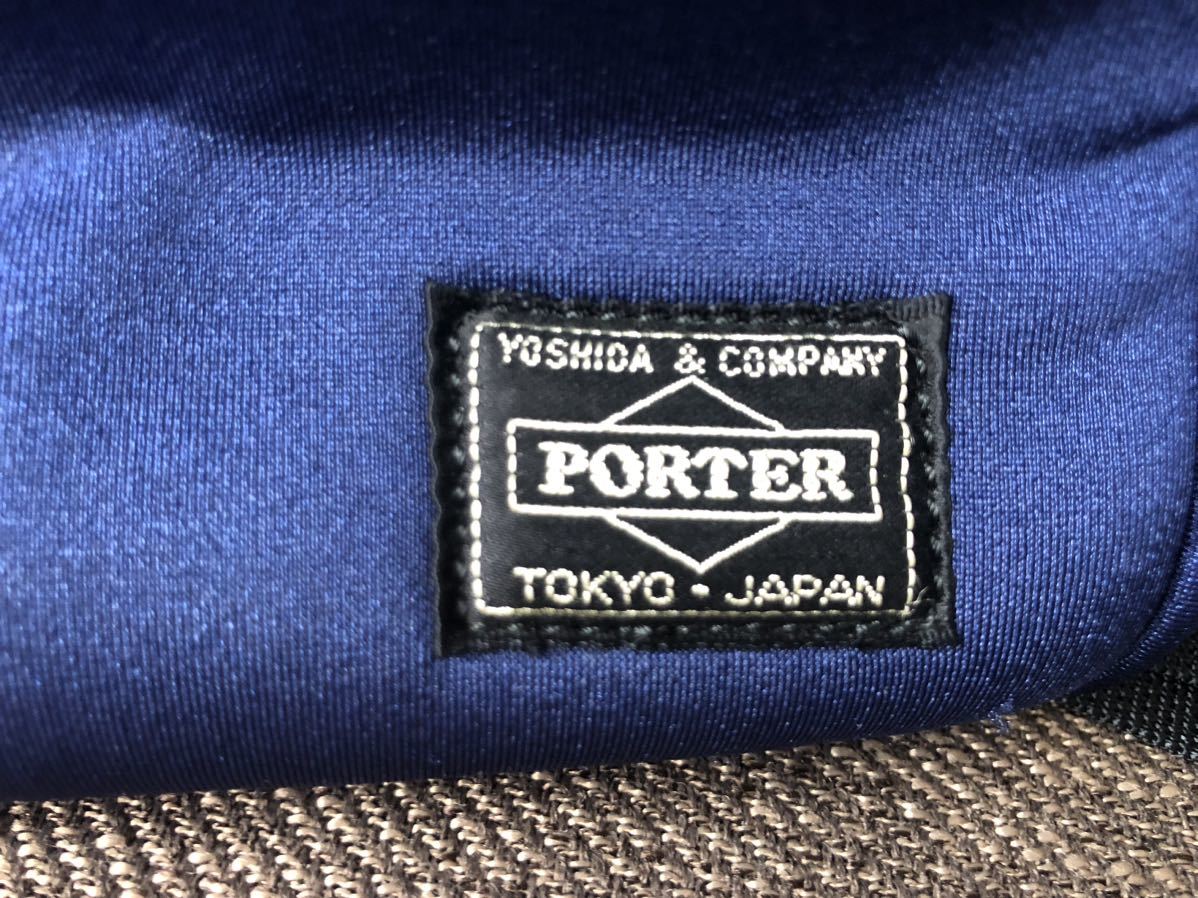 YOSHIDA & COMPANY
PORTER
TOKYO • JAPAN